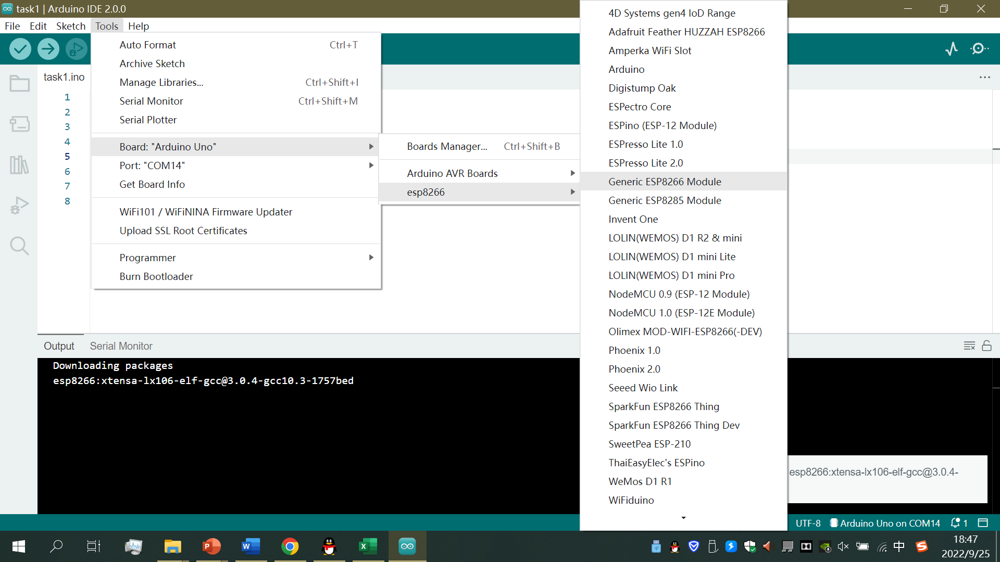 task1 | Arduino IDE 2.0.0
File Edit Sketch Tools Help
task1.ino
1
2
3
4
5
6
7
8
Auto Format Ctrl+T
Archive Sketch
Manage Libraries... Ctrl+Shift+I
Serial Monitor Ctrl+Shift+M
Serial Plotter
Board: "Arduino Uno"
Port: "COM14"
Get Board Info
WiFi101 / WiFiNINA Firmware Updater
Upload SSL Root Certificates
Programmer
Burn Bootloader
Boards Manager... Ctrl+Shift+B
Arduino AVR Boards
esp8266
4D Systems gen4 IoD Range
Adafruit Feather HUZZAH ESP8266
Amperka WiFi Slot
Arduino
Digistump Oak
ESPectro Core
ESPino (ESP-12 Module)
ESPresso Lite 1.0
ESPresso Lite 2.0
Generic ESP8266 Module
Generic ESP8285 Module
Invent One
LOLIN(WEMOS) D1 R2 & mini
LOLIN(WEMOS) D1 mini Lite
LOLIN(WEMOS) D1 mini Pro
NodeMCU 0.9 (ESP-12 Module)
NodeMCU 1.0 (ESP-12E Module)
Olimex MOD-WIFI-ESP8266(-DEV)
Phoenix 1.0
Phoenix 2.0
Seeed Wio Link
SparkFun ESP8266 Thing
SparkFun ESP8266 Thing Dev
SweetPea ESP-210
ThaiEasyElec's ESPino
WeMos D1 R1
WiFiduino
Output Serial Monitor
Downloading packages
esp8266:xtensa-lx106-elf-gcc@3.0.4-gcc10.3-1757bed
esp8266:xtensa-lx106-elf-gcc@3.0.4-
UTF-8 Arduino Uno on COM14 1
P W X 中 S
18:47
2022/9/25